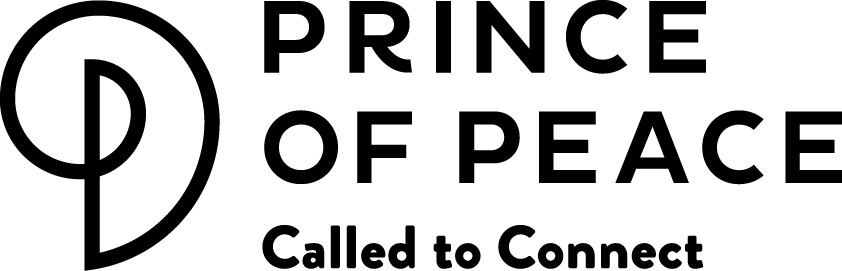 PRINCE
OF PEACE
Called to Connect